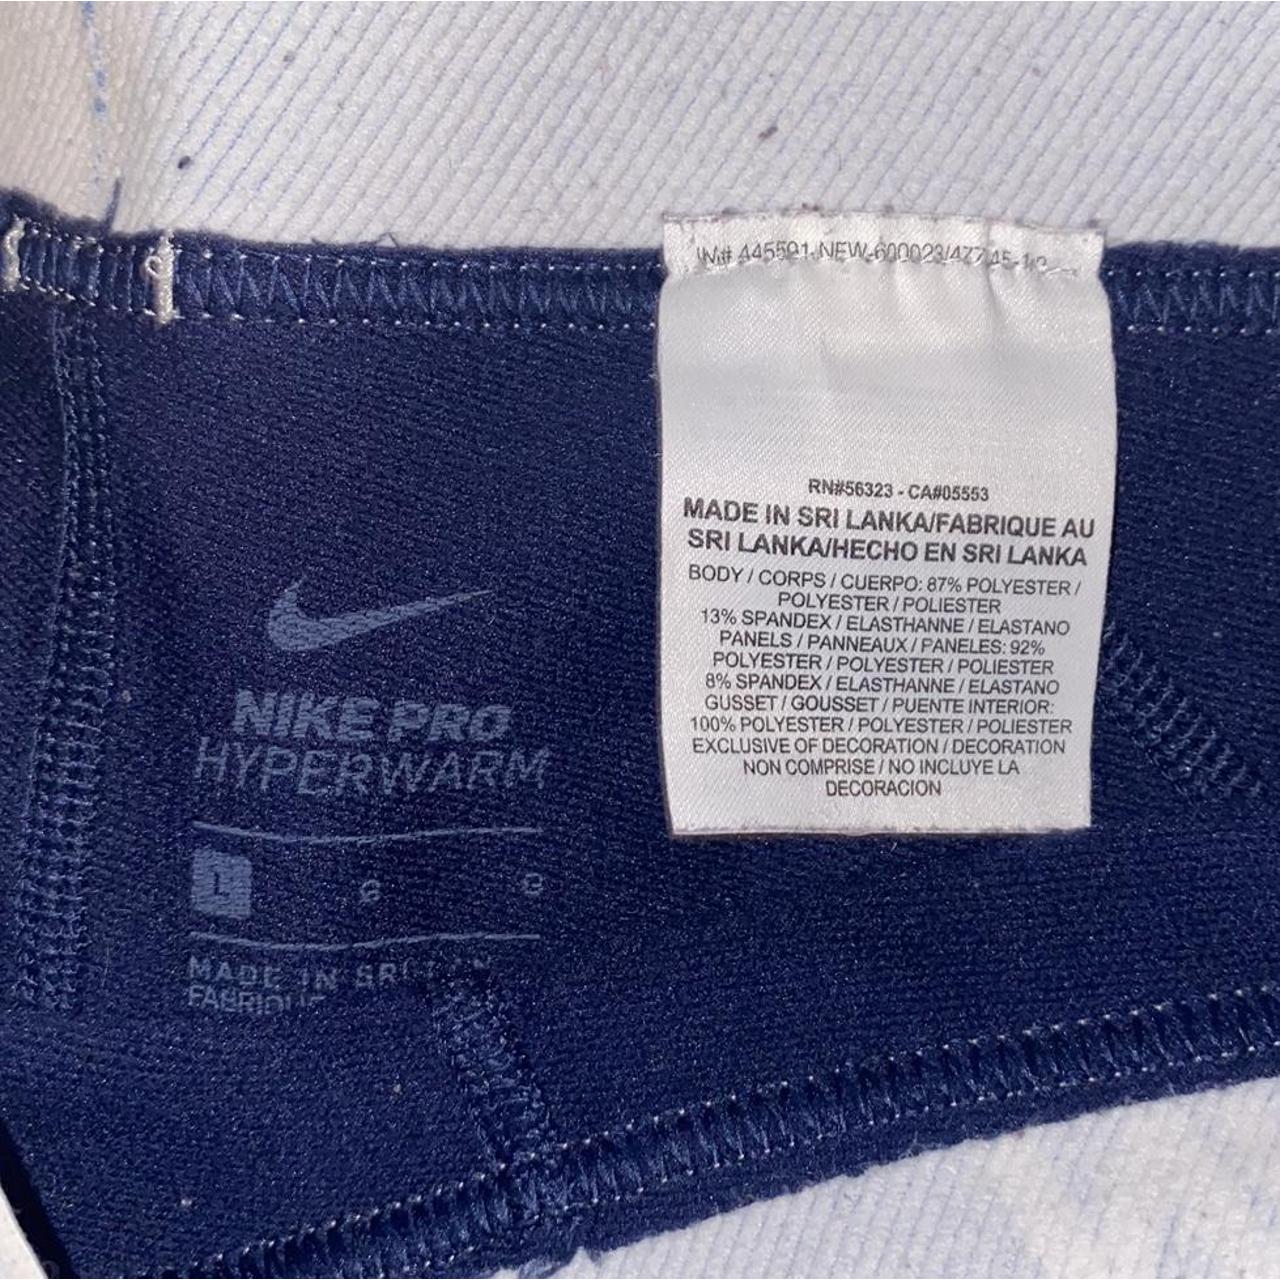 RN#56323 - CA#05553
MADE IN SRI LANKA/FABRIQUE AU
SRI LANKA/HECHO EN SRI LANKA
BODY / CORPS / CUERPO: 87% POLYESTER /
POLYESTER / POLIESTER
13% SPANDEX / ELASTHANNE / ELASTANO
PANELS / PANNEAUX / PANELES: 92%
POLYESTER / POLYESTER / POLIESTER
8% SPANDEX / ELASTHANNE / ELASTANO
GUSSET / GOUSSET / PUENTE INTERIOR:
100% POLYESTER / POLYESTER / POLIESTER
EXCLUSIVE OF DECORATION / DECORATION
NON COMPRISE / NO INCLUYE LA
DECORACION
NIKE PRO
HYPERWARM
L
MADE IN SRI